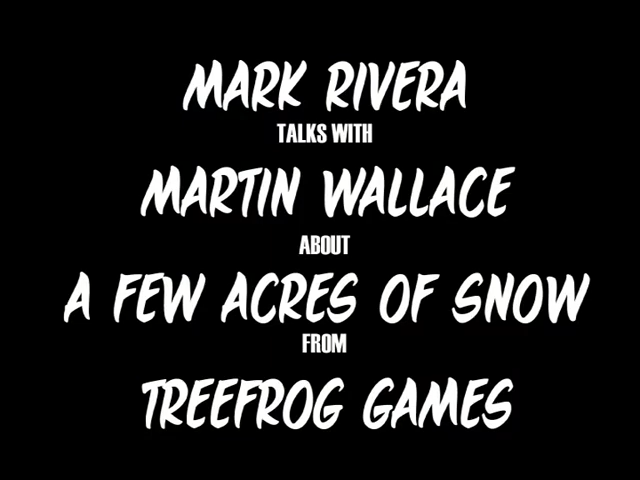 MARK RIVERA
TALKS WITH
MARTIN WALLACE
ABOUT
A FEW ACRES OF SNOW
FROM
TREEFROG GAMES